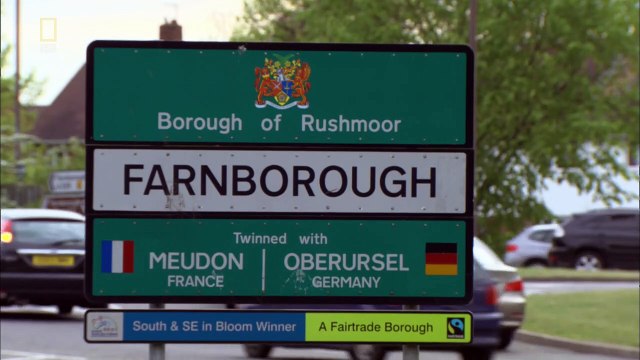 Borough of Rushmoor
FARNBOROUGH
Twinned with
MEUDON | OBERURSEL
FRANCE GERMANY
South & SE in Bloom Winner A Fairtrade Borough